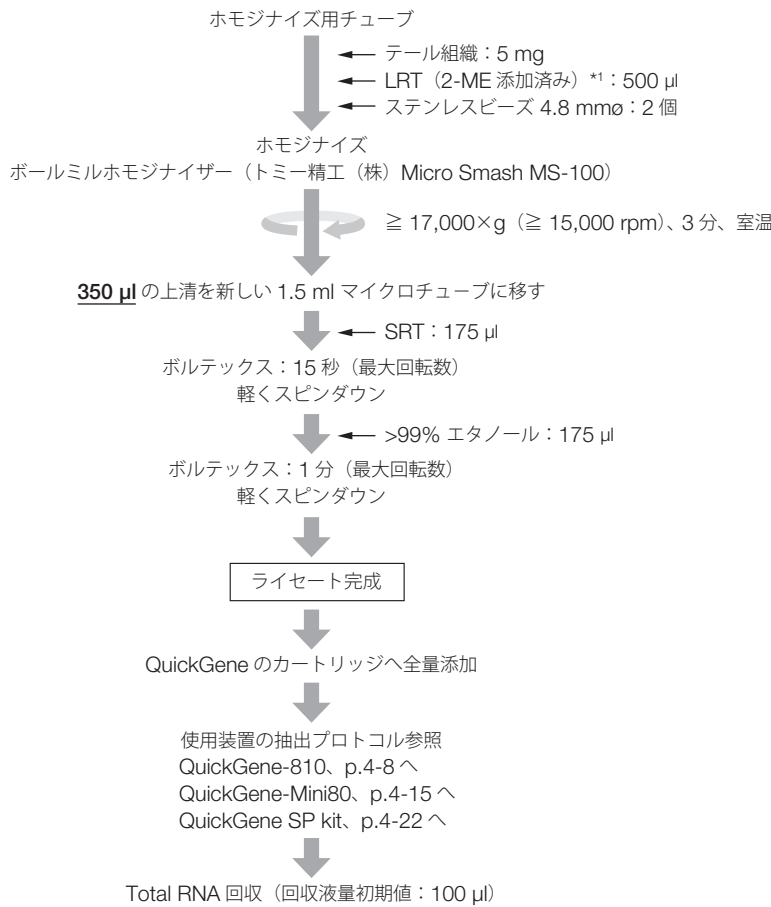 ホモジナイズ用チューブ
テール組織：5 mg
LRT（2-ME 添加済み）*1：500 μl
ステンレスビーズ 4.8 mmø：2 個
ホモジナイズ
ボールミルホモジナイザー（トミー精工（株）Micro Smash MS-100）
≧ 17,000×g（≧ 15,000 rpm）、3 分、室温
350 μl の上清を新しい 1.5 ml マイクロチューブに移す
SRT：175 μl
ボルテックス：15 秒（最大回転数）
軽くスピンダウン
>99% エタノール：175 μl
ボルテックス：1 分（最大回転数）
軽くスピンダウン
ライセート完成
QuickGene のカートリッジへ全量添加
使用装置の抽出プロトコル参照
QuickGene-810、p.4-8 へ
QuickGene-Mini80、p.4-15 へ
QuickGene SP kit、p.4-22 へ
Total RNA 回収（回収液量初期値：100 μl）